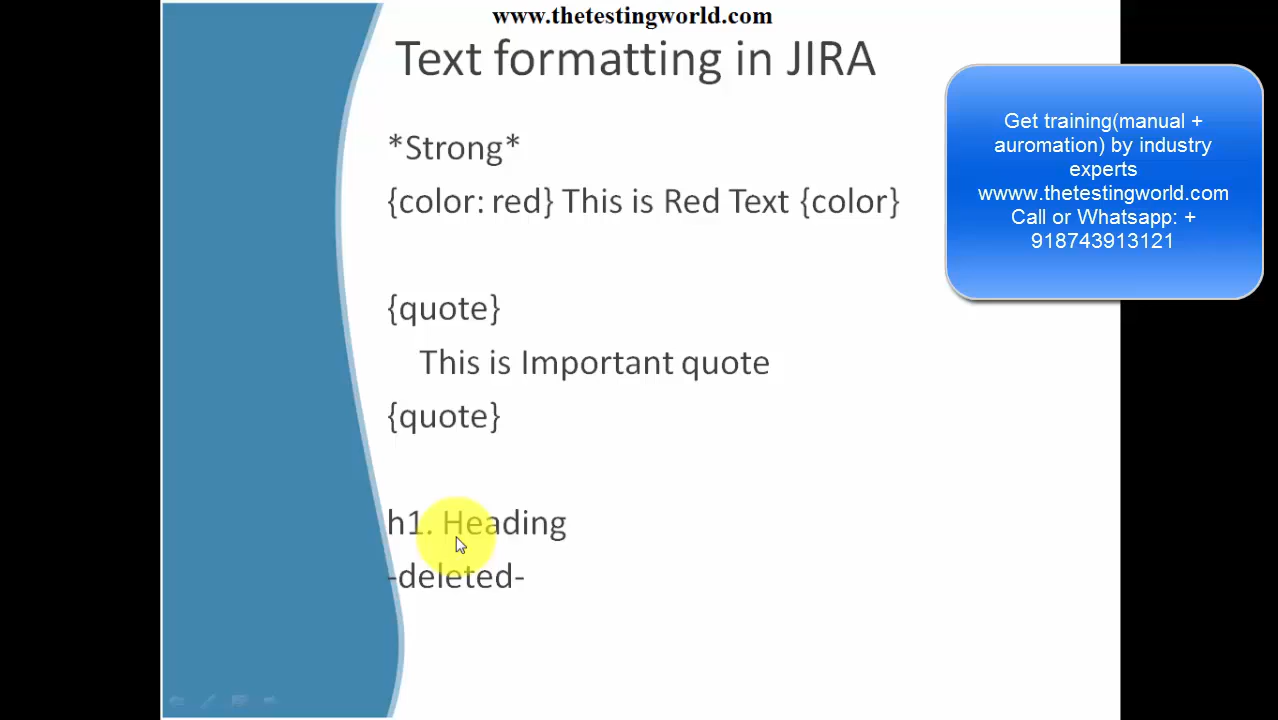 www.thetestingworld.com
Text formatting in JIRA
*Strong*
{color: red} This is Red Text {color}
{quote}
This is Important quote
{quote}
h1. Heading
-deleted-
Get training(manual +
auromation) by industry
experts
wwww.thetestingworld.com
Call or Whatsapp: +
918743913121